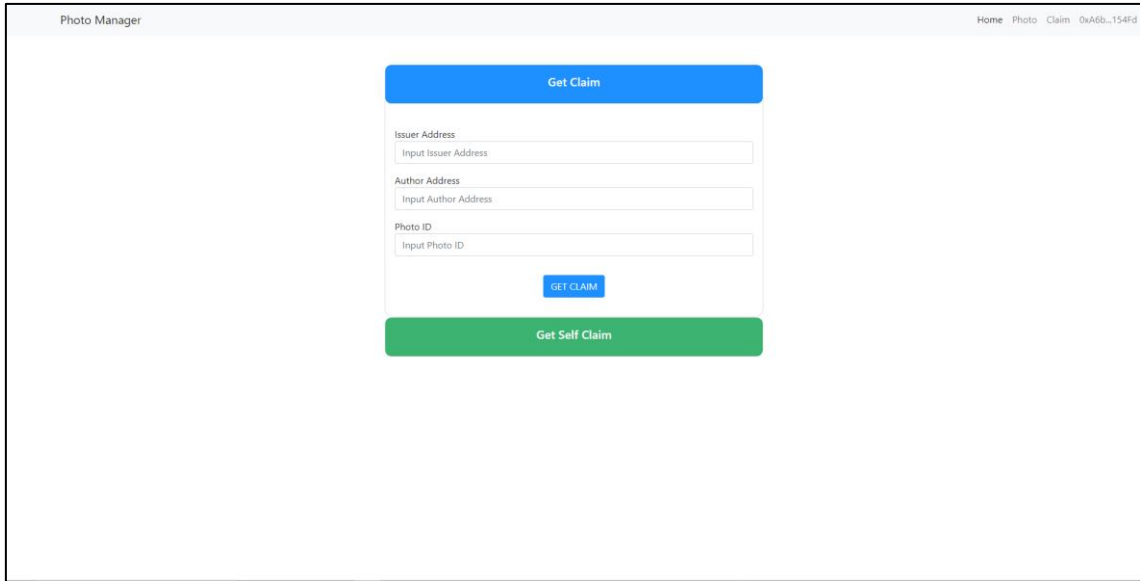 Photo Manager
Home Photo Claim 0xA6b...154Fd
Get Claim
Issuer Address
Input Issuer Address
Author Address
Input Author Address
Photo ID
Input Photo ID
GET CLAIM
Get Self Claim